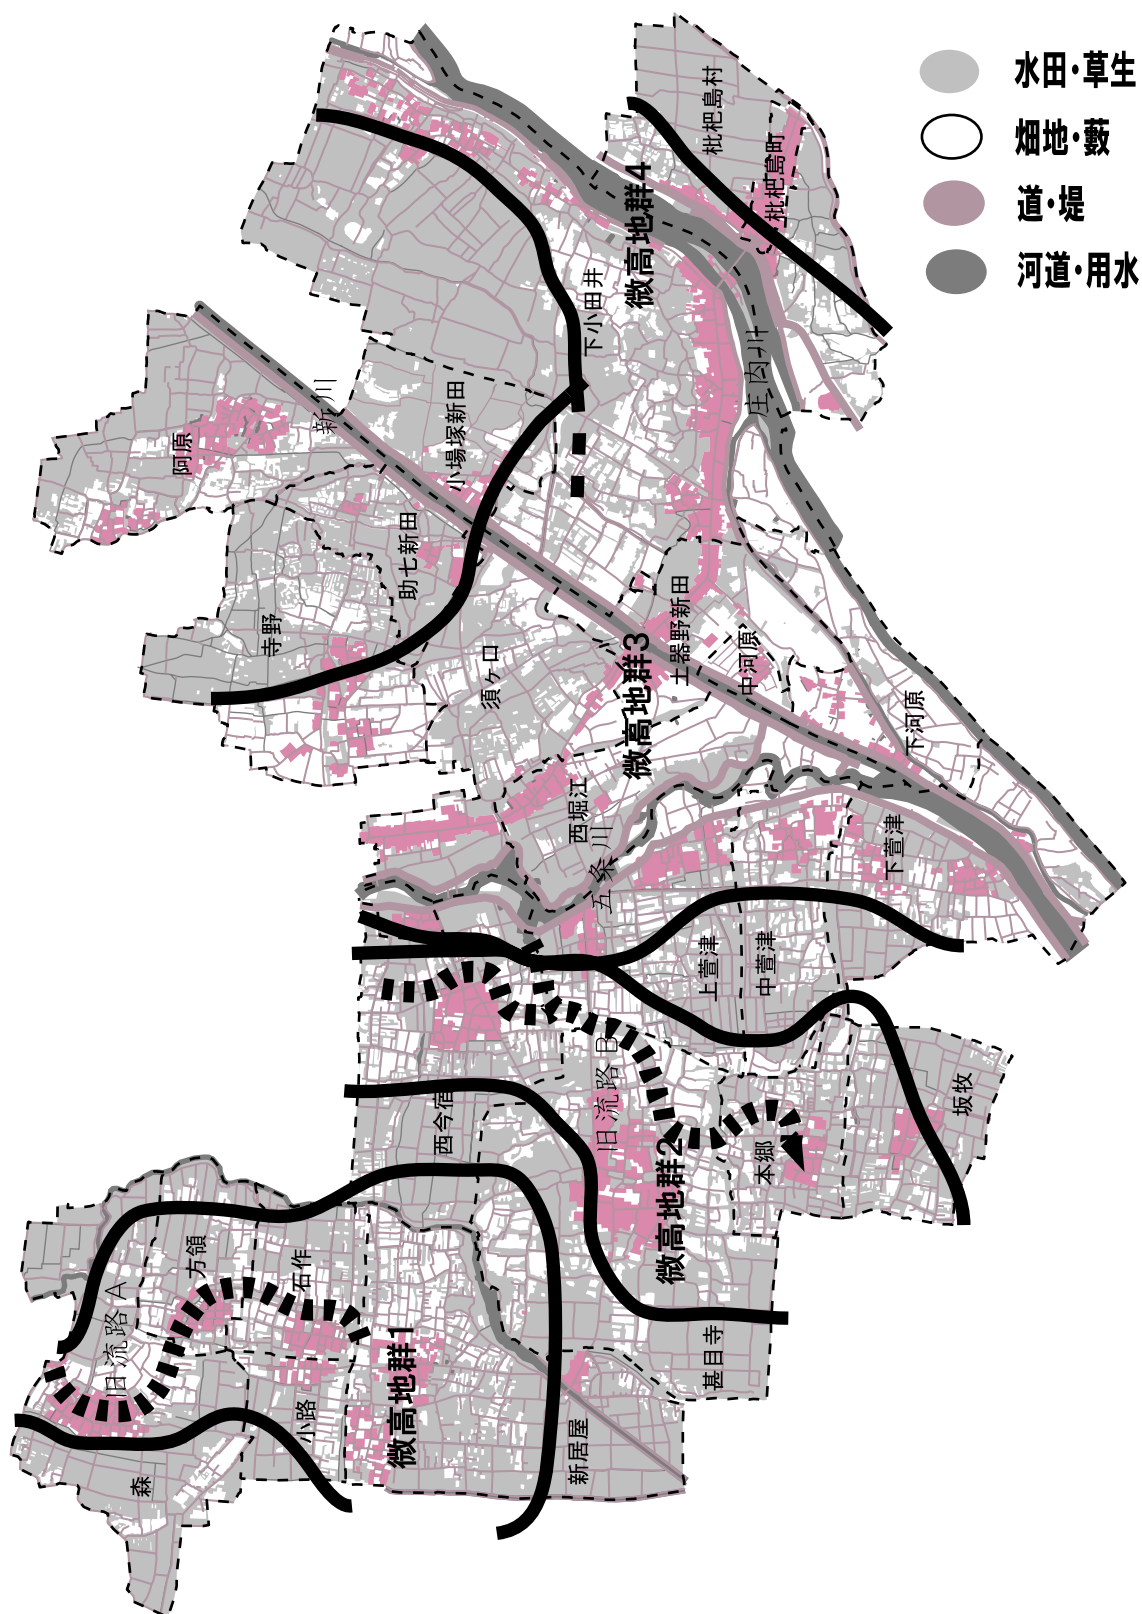 水田・草生
畑地・藪
道・堤
河道・用水
枇杷島村
枇杷島町
微高地群4
下小田井
庄内川
新川
阿原
小場塚新田
助七新田
寺野
須ヶ口
土器野新田
微高地群3
中河原
下河原
西堀江
五条川
下萱津
上萱津
中萱津
旧流路B
西今宿
坂牧
本郷
微高地群2
方領
石作
旧流路A
微高地群1
甚目寺
小路
新居屋
森